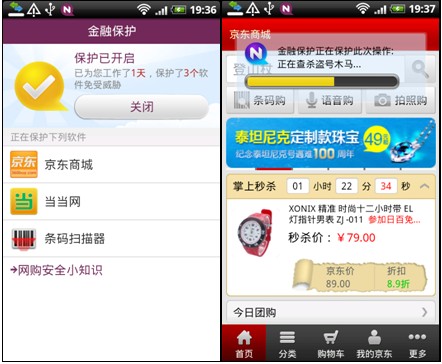 19:36
金融保护
保护已开启
已为您工作了1天，保护了3个软
件免受威胁
关闭
正在保护下列软件
京东
京东商城
当
当当网
条码扫描器
→网购安全小知识
19:37
京东商城
金融保护正在保护此次操作:
正在查杀盗号木马...
登山
条码购
语音购
拍照购
泰坦尼克定制款珠宝
49元起
纪念泰坦尼克号遇难100周年
掌上秒杀 01 小时 22 分 34 秒
XONIX 精准 时尚十二小时带 EL
灯指针男表 ZJ -011 参加日百免...
秒杀价：￥79.00
京东价 折扣
89.00 8.9折
今日团购
首页 分类 购物车 我的京东 更多